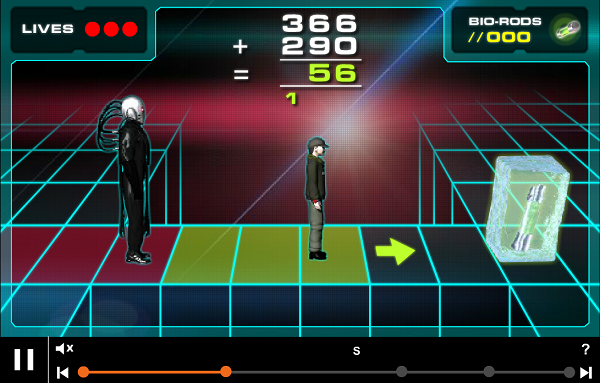 LIVES
366
+ 290
= 56
1
BIO-RODS
//000
s
?